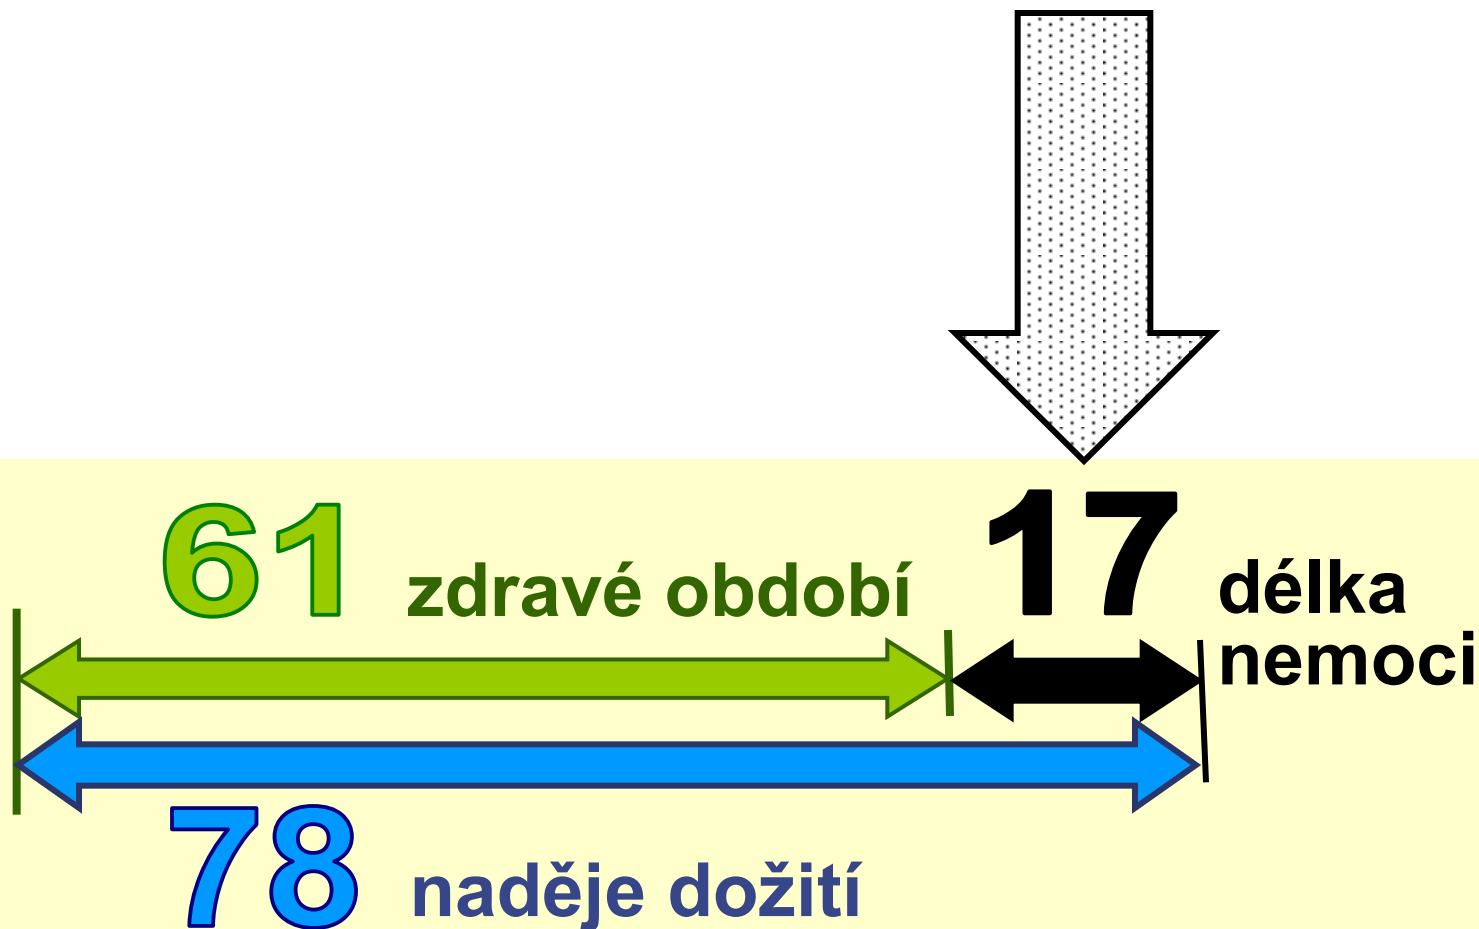 61 zdravé období
17 délka
nemoci
78 naděje dožití